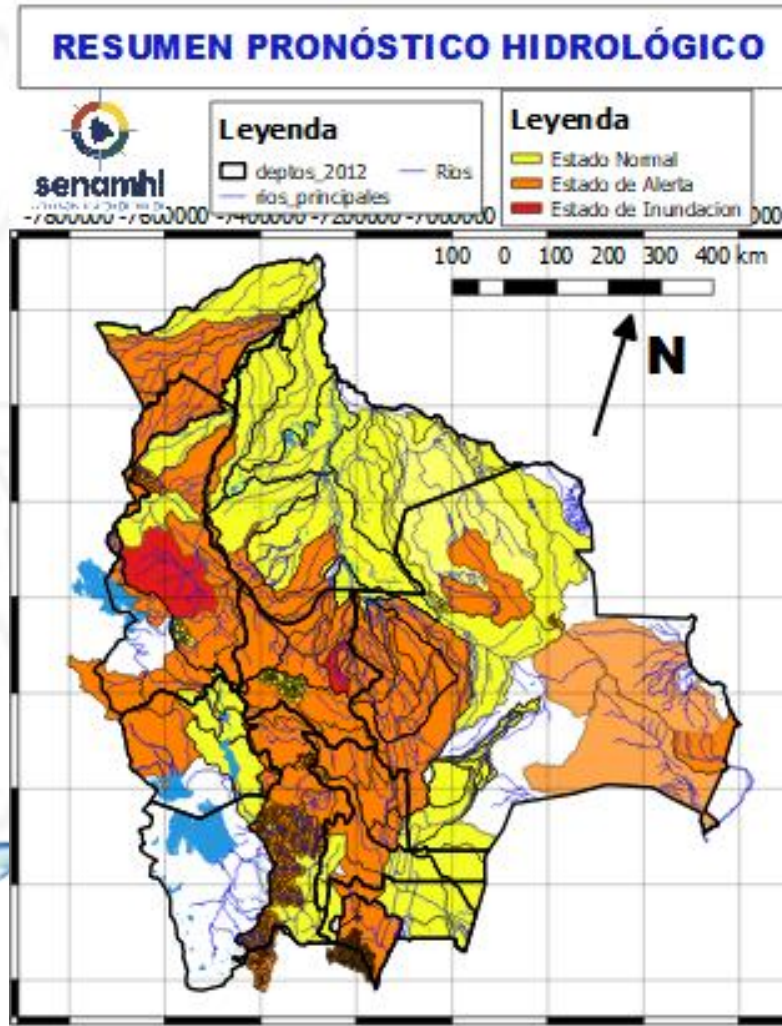 RESUMEN PRONÓSTICO HIDROLÓGICO
senamhi
Leyenda
deptos_2012
Rios
rios_principales
Leyenda
Estado Normal
Estado de Alerta
Estado de Inundacion
-7800000 -7600000 -7400000 -7200000 -7000000
100 0 100 200 300 400 km
N